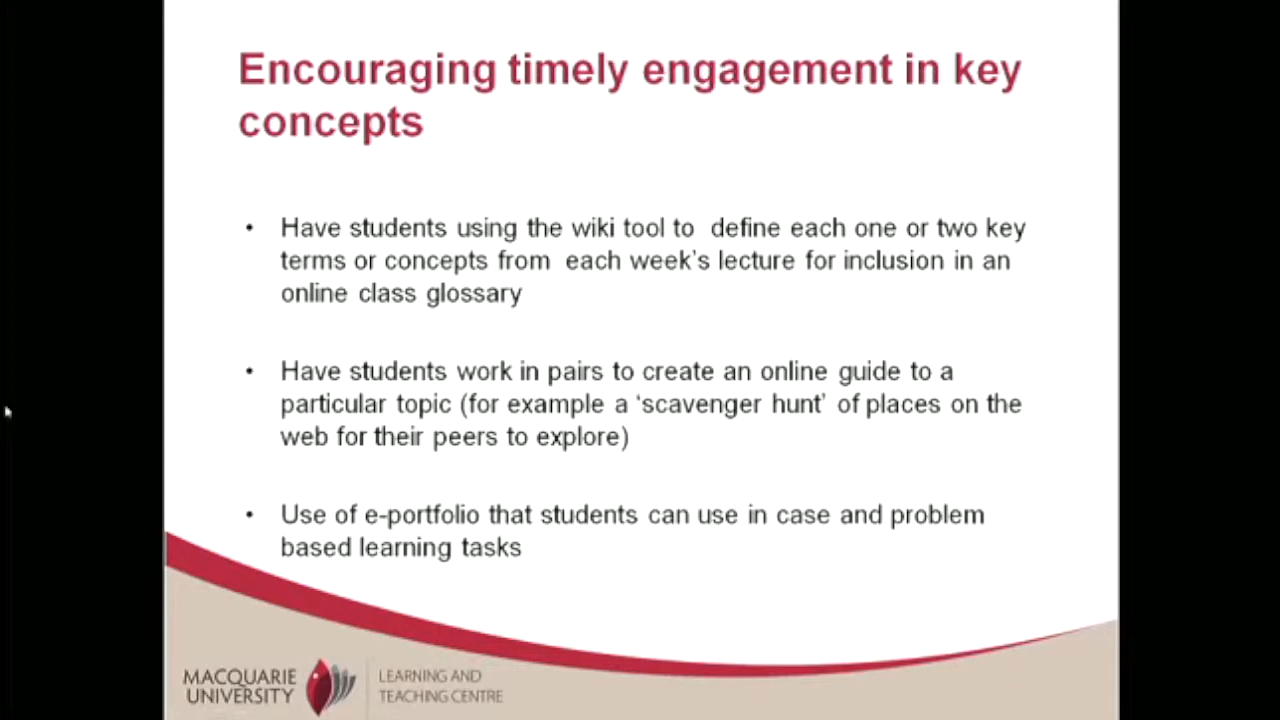 Encouraging timely engagement in key
concepts
• Have students using the wiki tool to define each one or two key
terms or concepts from each week's lecture for inclusion in an
online class glossary
• Have students work in pairs to create an online guide to a
particular topic (for example a ‘scavenger hunt’ of places on the
web for their peers to explore)
• Use of e-portfolio that students can use in case and problem
based learning tasks
MACQUARIE
UNIVERSITY
LEARNING AND
TEACHING CENTRE